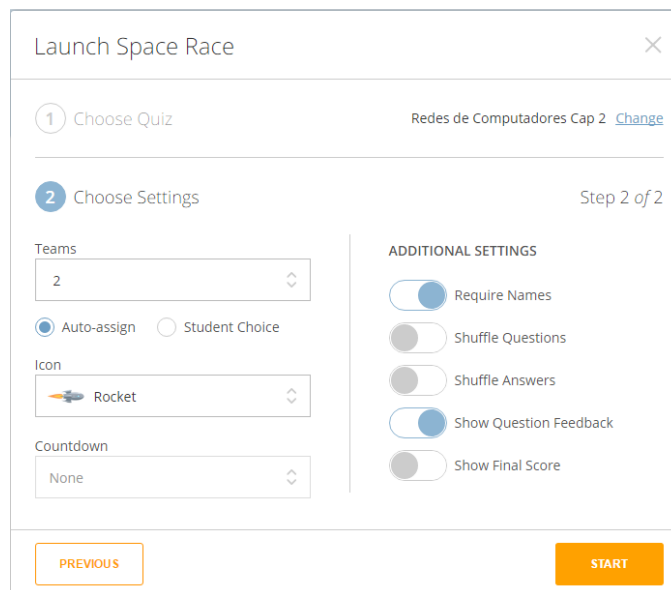 Launch Space Race
1 Choose Quiz
Redes de Computadores Cap 2 Change
2 Choose Settings
Step 2 of 2
Teams
2
Auto-assign Student Choice
Icon
Rocket
Countdown
None
ADDITIONAL SETTINGS
Require Names
Shuffle Questions
Shuffle Answers
Show Question Feedback
Show Final Score
PREVIOUS
START